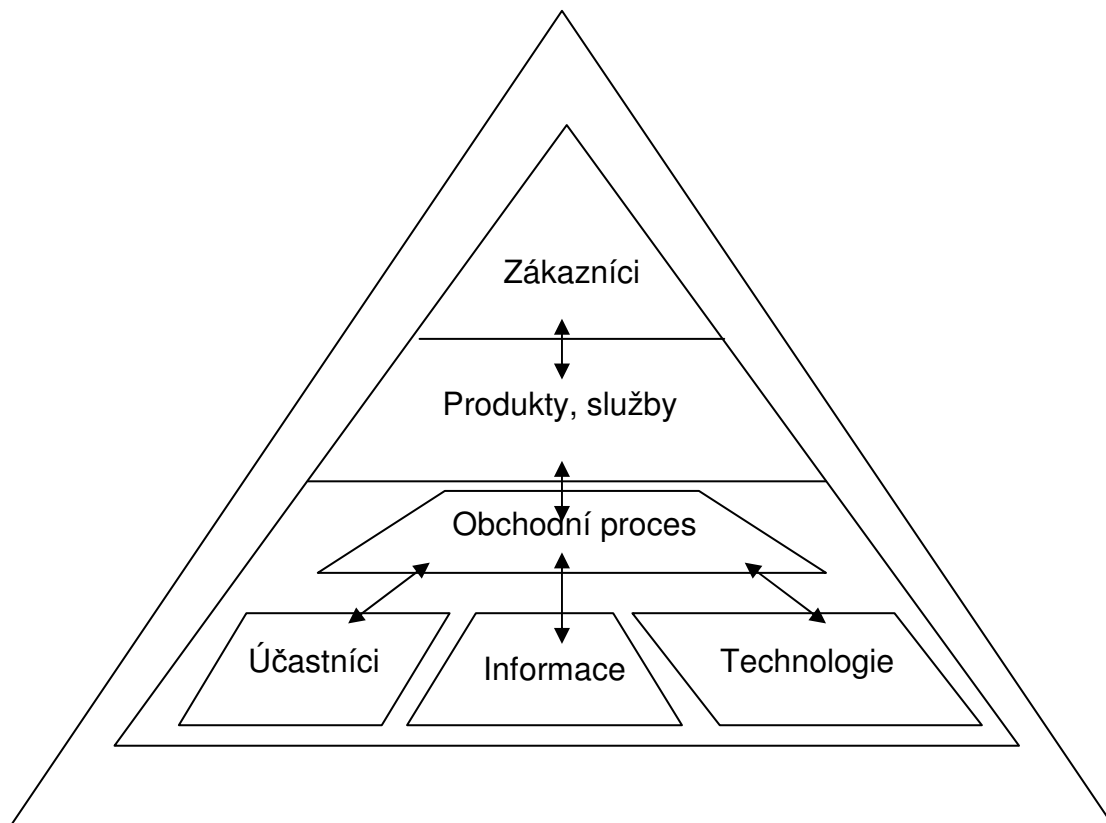 Zákazníci
Produkty, služby
Obchodní proces
Účastníci
Informace
Technologie